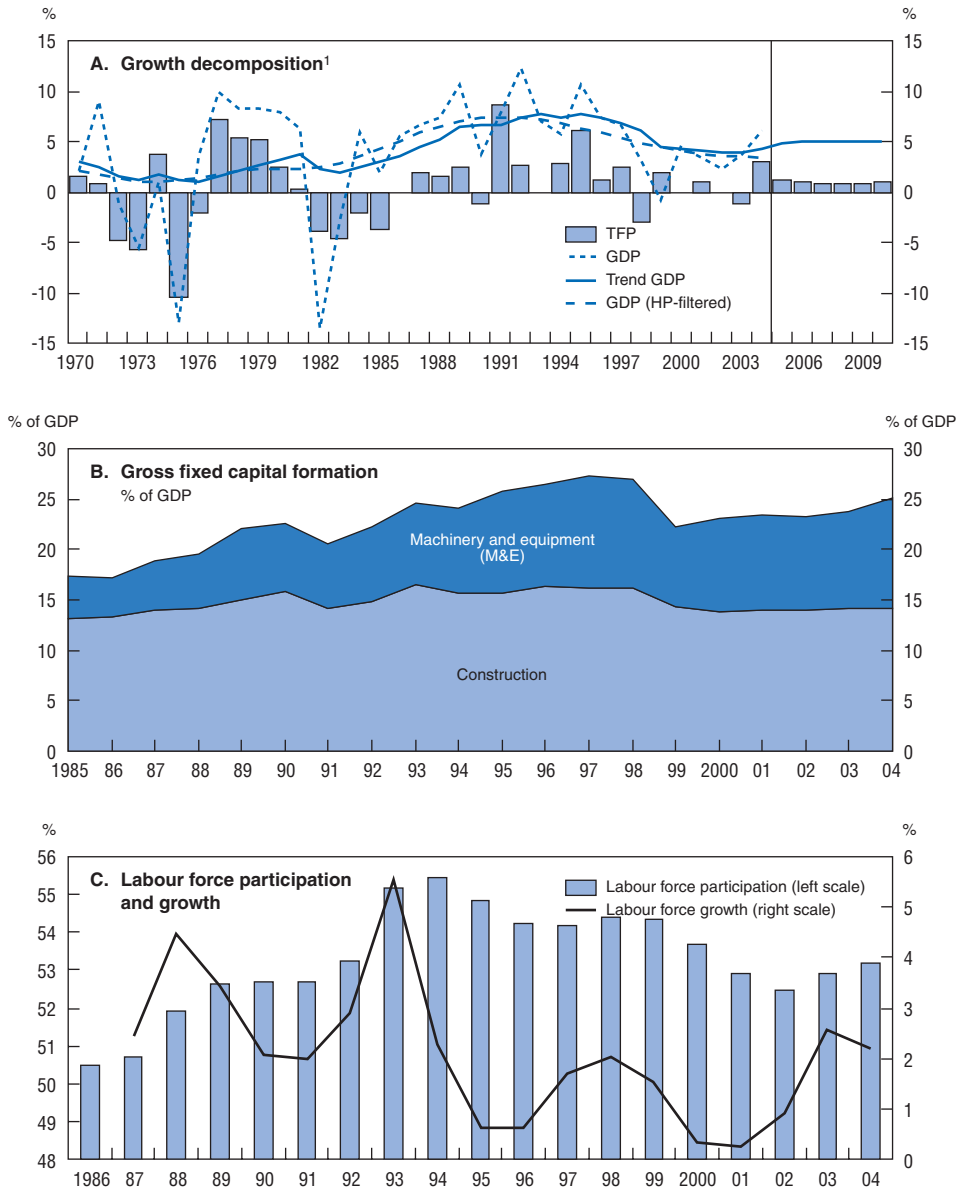 % %
A. Growth decomposition1
15 15
10 10
5 5
0 0
-5 -5
-10 -10
-15 -15
TFP
GDP
Trend GDP
GDP (HP-filtered)
1970 1973 1976 1979 1982 1985 1988 1991 1994 1997 2000 2003 2006 2009
% of GDP % of GDP
B. Gross fixed capital formation
% of GDP
30 30
25 25
20 20
15 15
10 10
5 5
0 0
Machinery and equipment
(M&E)
Construction
1985 86 87 88 89 90 91 92 93 94 95 96 97 98 99 2000 01 02 03 04
% %
C. Labour force participation
and growth
Labour force participation (left scale)
Labour force growth (right scale)
56 6
55 5
54
53 4
52 3
51
50 2
49 1
48 0
1986 87 88 89 90 91 92 93 94 95 96 97 98 99 2000 01 02 03 04